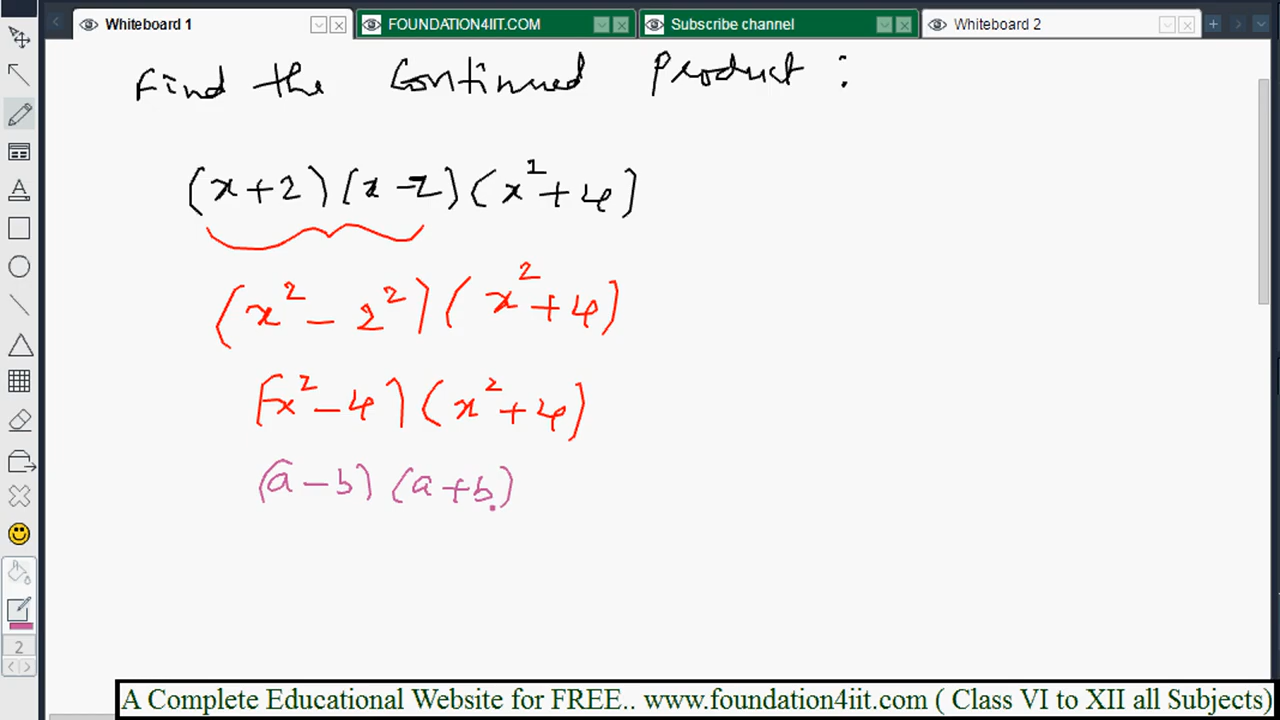 Whiteboard 1 FOUNDATION4IIT.COM Subscribe channel Whiteboard 2
Find the Continued Product :
(x+2)(x-2)(x²+4)
(x²-2²)(x²+4)
(x²-4)(x²+4)
(a-b)(a+b)
2
A Complete Educational Website for FREE.. www.foundation4iit.com ( Class VI to XII all Subjects)